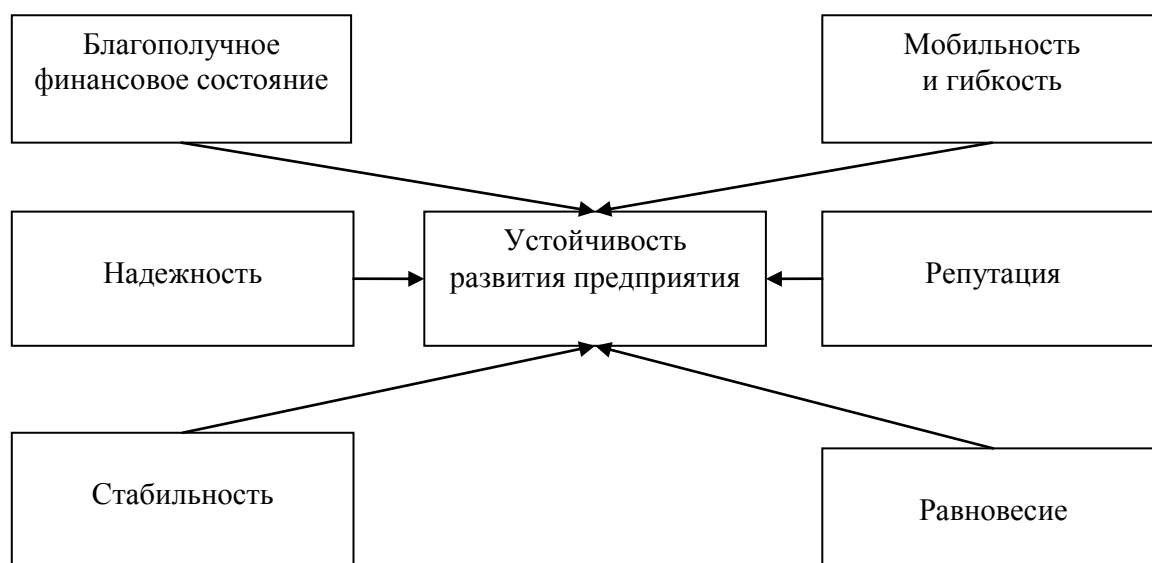 Благополучное
финансовое состояние
Мобильность
и гибкость
Надежность
Устойчивость
развития предприятия
Репутация
Стабильность
Равновесие